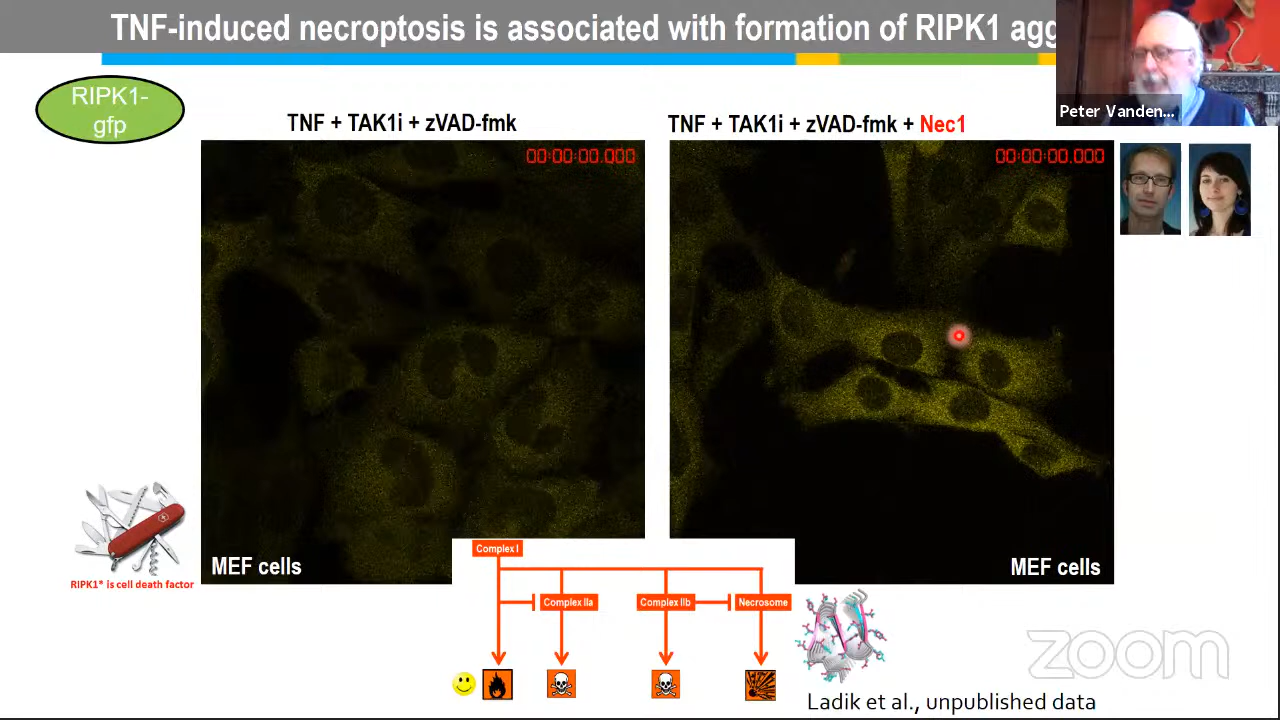 TNF-induced necroptosis is associated with formation of RIPK1 agg
Peter Vanden...
RIPK1-
gfp
TNF + TAK1i + zVAD-fmk
TNF + TAK1i + zVAD-fmk + Nec1
00:00:00.000
00:00:00.000
MEF cells
MEF cells
RIPK1* is cell death factor
Complex I
Complex IIa
Complex IIb
Necrosome
zoom
Ladik et al., unpublished data